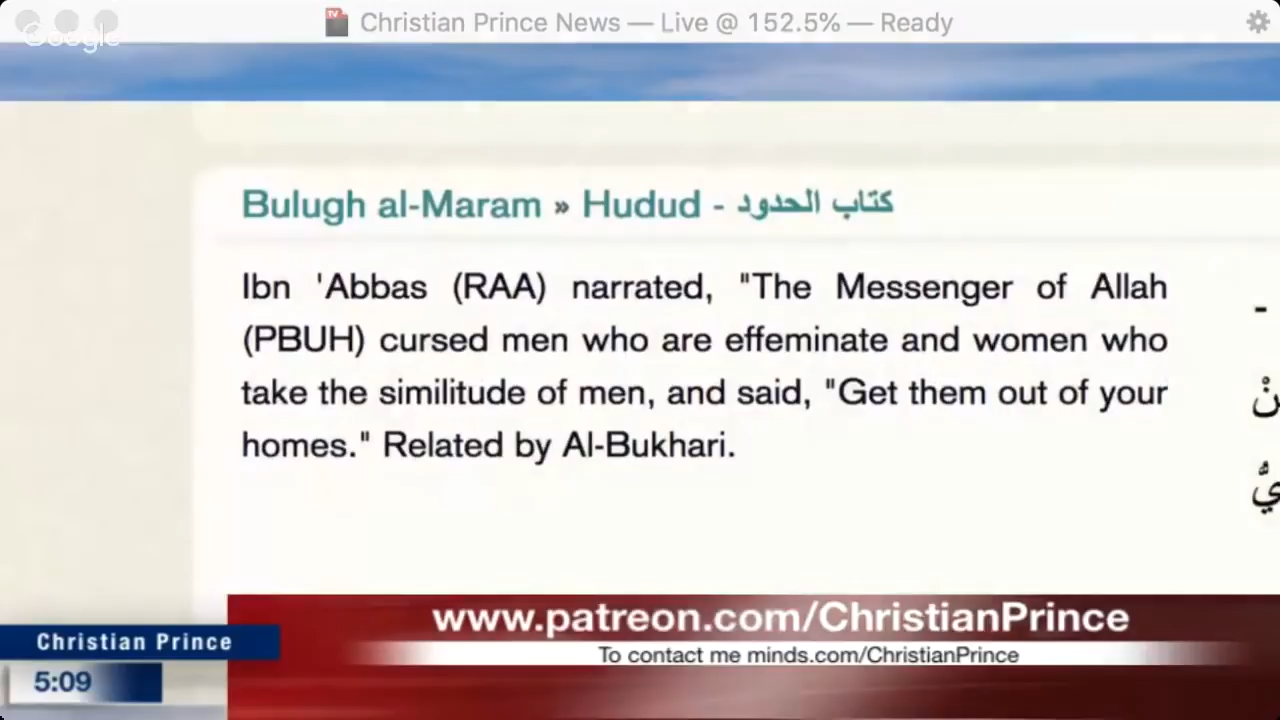 Google
TV
Christian Prince News — Live @ 152.5% — Ready
Bulugh al-Maram » Hudud - كتاب الحدود
Ibn 'Abbas (RAA) narrated, "The Messenger of Allah
(PBUH) cursed men who are effeminate and women who
take the similitude of men, and said, "Get them out of your
homes." Related by Al-Bukhari.
www.patreon.com/ChristianPrince
To contact me minds.com/ChristianPrince
Christian Prince
5:09